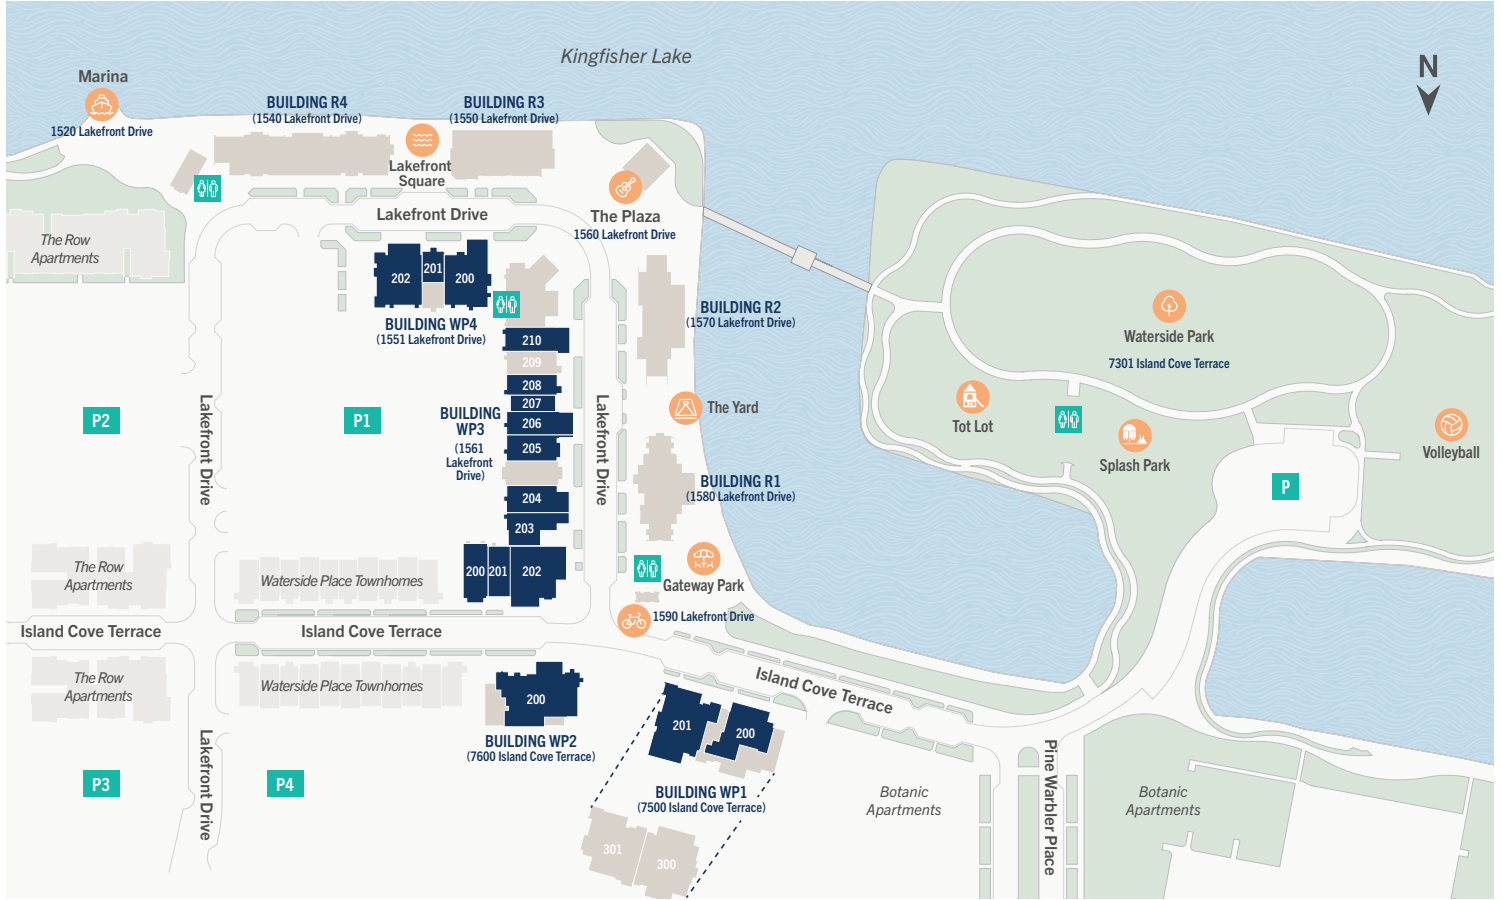 Kingfisher Lake
N
Marina
1520 Lakefront Drive
BUILDING R4
(1540 Lakefront Drive)
BUILDING R3
(1550 Lakefront Drive)
Lakefront
Square
Lakefront Drive
The Plaza
1560 Lakefront Drive
The Row
Apartments
202
201
200
BUILDING WP4
(1551 Lakefront Drive)
BUILDING R2
(1570 Lakefront Drive)
Waterside Park
7301 Island Cove Terrace
210
209
208
207
206
205
204
203
200
201
202
BUILDING
WP3
(1561
Lakefront
Drive)
P2
Lakefront Drive
P1
Lakefront Drive
The Yard
Tot Lot
Splash Park
Volleyball
P
BUILDING R1
(1580 Lakefront Drive)
Gateway Park
1590 Lakefront Drive
The Row
Apartments
Waterside Place Townhomes
Island Cove Terrace
Island Cove Terrace
Island Cove Terrace
The Row
Apartments
Waterside Place Townhomes
200
BUILDING WP2
(7600 Island Cove Terrace)
201
200
BUILDING WP1
(7500 Island Cove Terrace)
301
300
P3
Lakefront Drive
P4
Botanic
Apartments
Pine Warbler Place
Botanic
Apartments